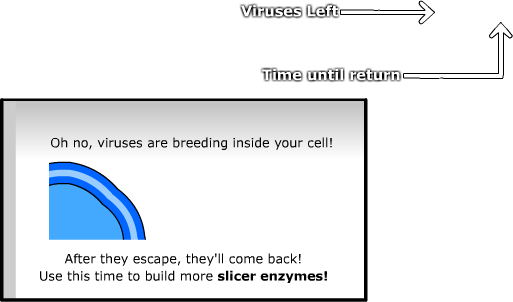 Viruses Left
Time until return
Oh no, viruses are breeding inside your cell!
After they escape, they'll come back!
Use this time to build more slicer enzymes!